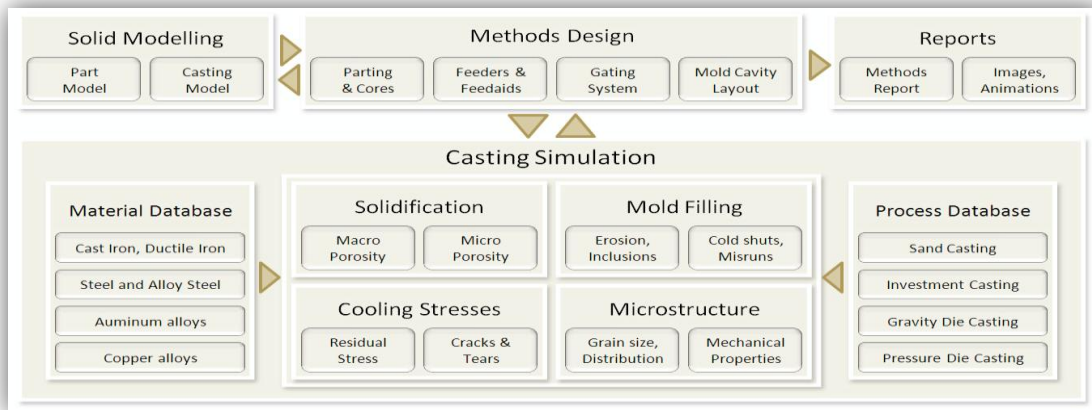 Solid Modelling
Part
Model
Casting
Model
Methods Design
Parting
& Cores
Feeders &
Feedaids
Gating
System
Mold Cavity
Layout
Reports
Methods
Report
Images,
Animations
Casting Simulation
Material Database
Cast Iron, Ductile Iron
Steel and Alloy Steel
Auminum alloys
Copper alloys
Solidification
Macro
Porosity
Micro
Porosity
Mold Filling
Erosion,
Inclusions
Cold shuts,
Misruns
Cooling Stresses
Residual
Stress
Cracks &
Tears
Microstructure
Grain size,
Distribution
Mechanical
Properties
Process Database
Sand Casting
Investment Casting
Gravity Die Casting
Pressure Die Casting